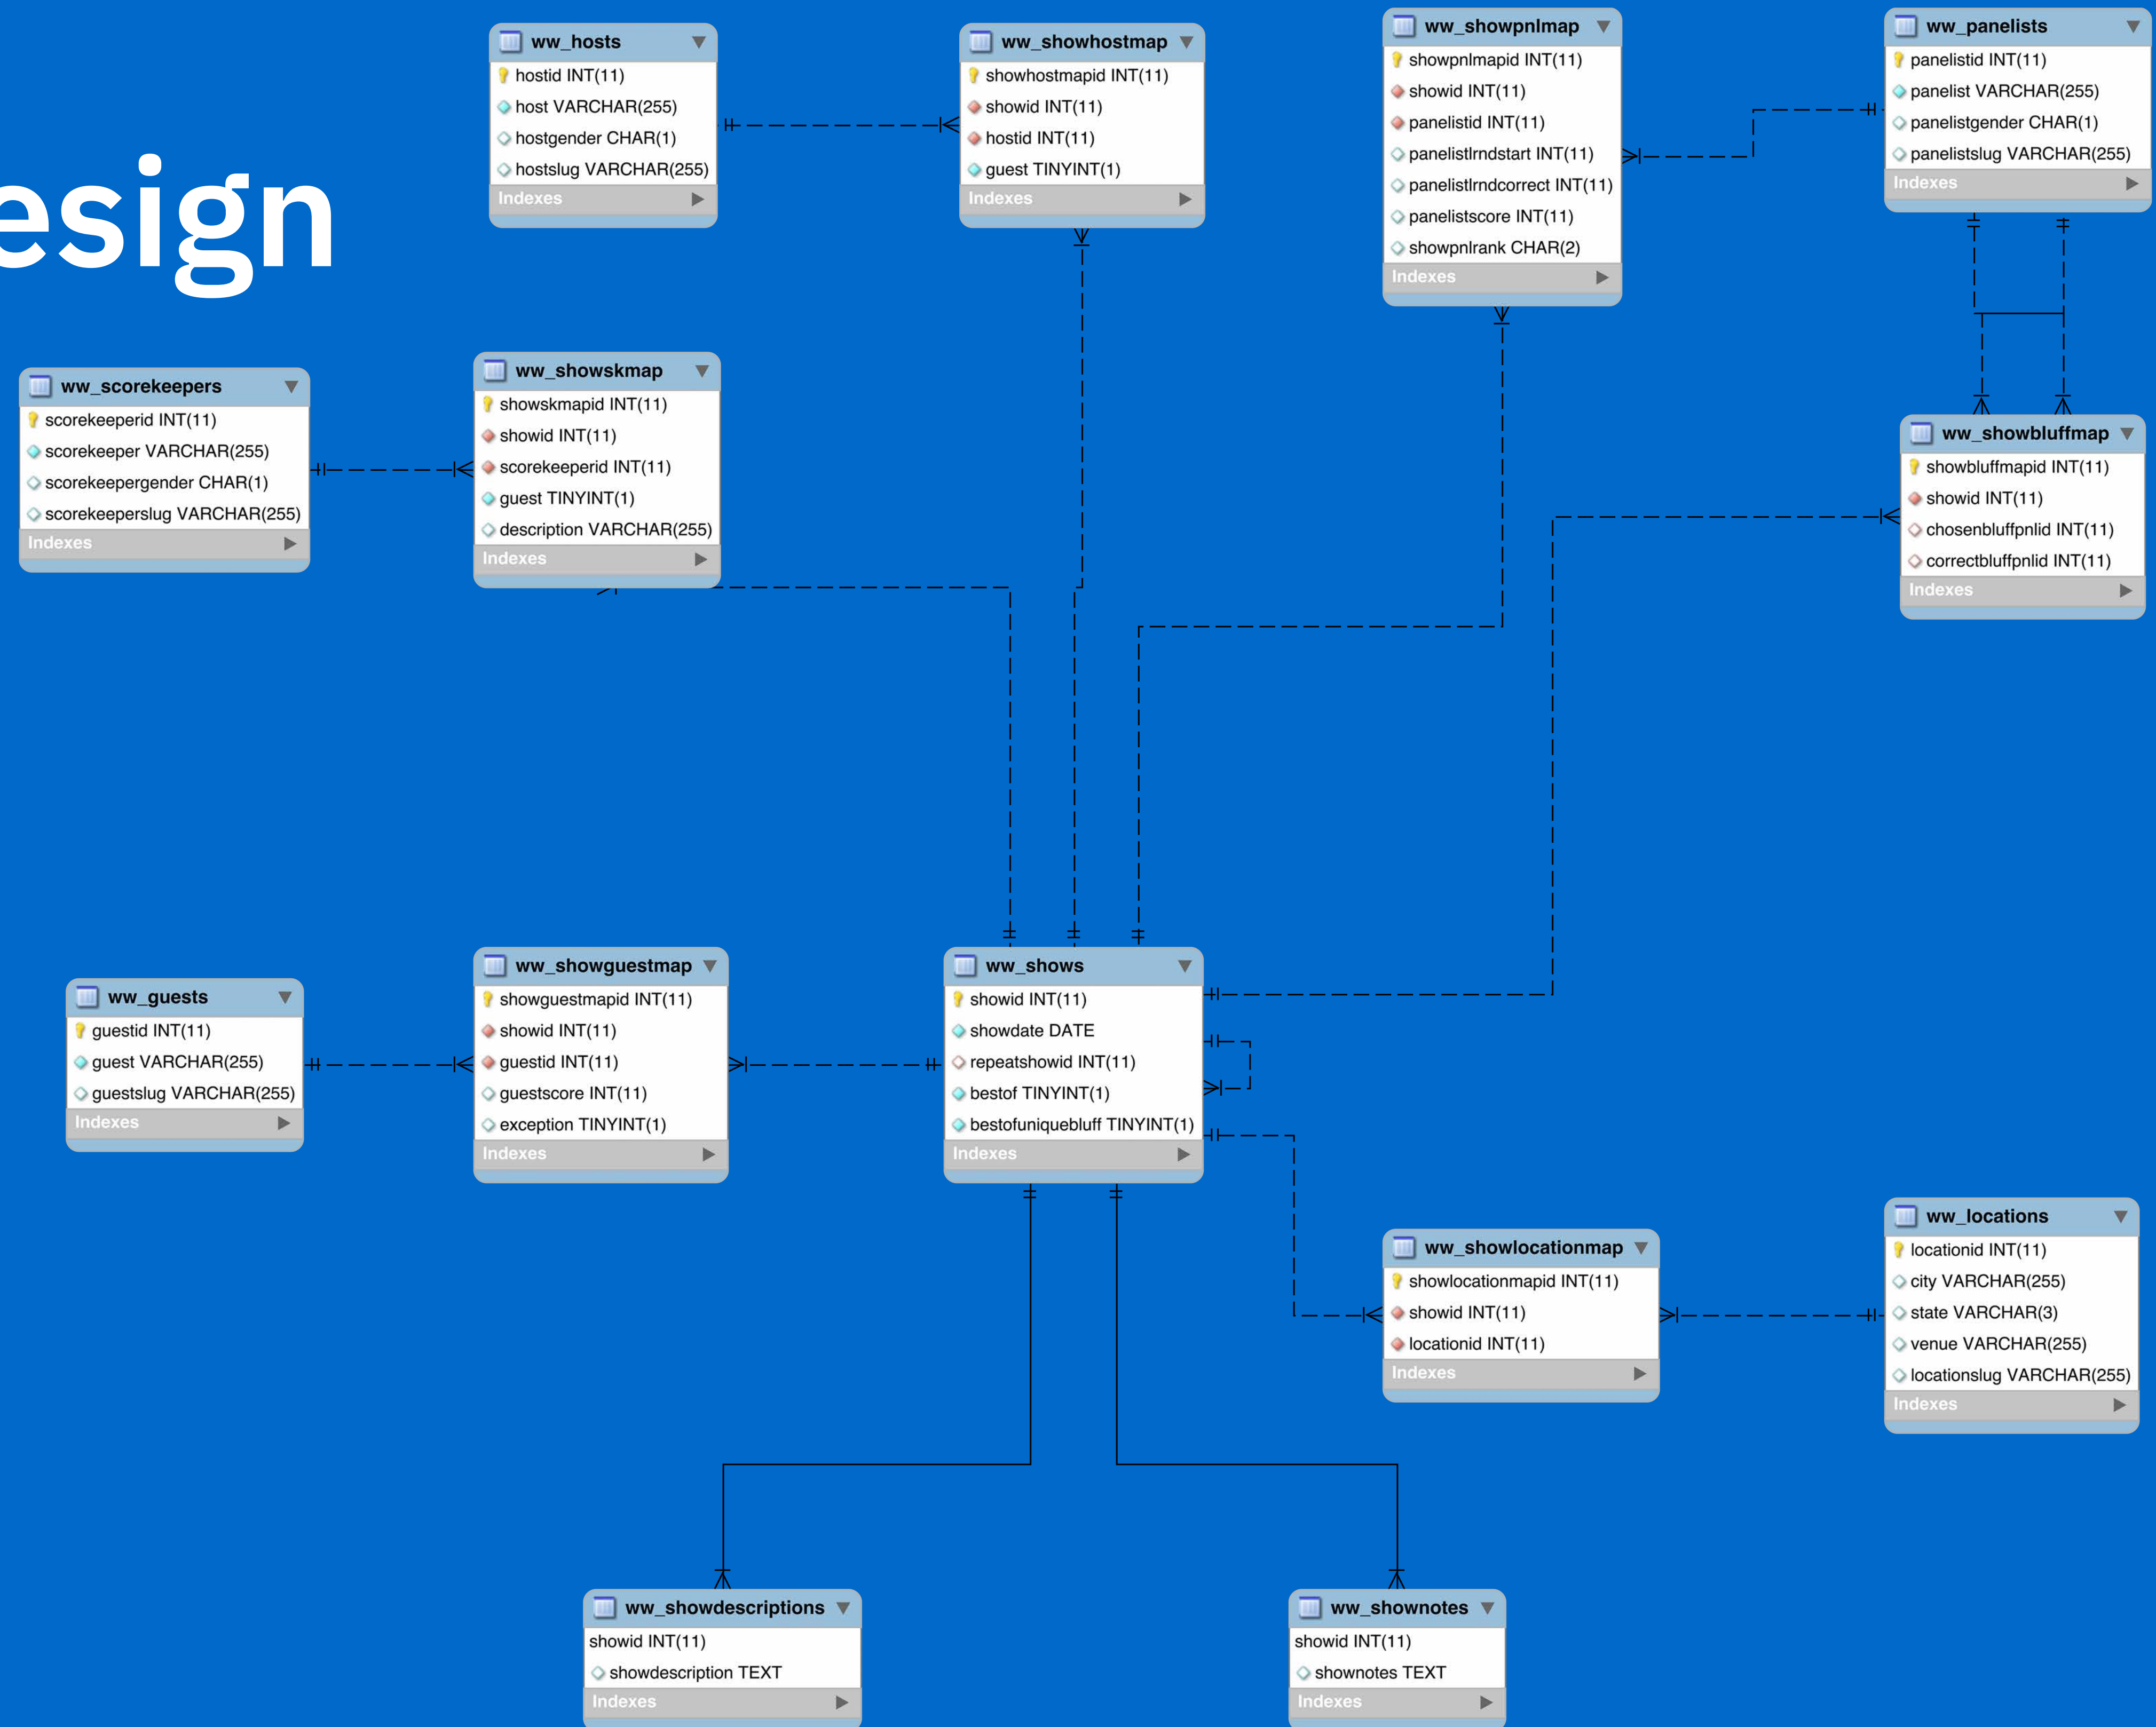 esign
ww_hosts
hostid INT(11)
host VARCHAR(255)
hostgender CHAR(1)
hostslug VARCHAR(255)
Indexes
ww_showhostmap
showhostmapid INT(11)
showid INT(11)
hostid INT(11)
guest TINYINT(1)
Indexes
ww_showpnlmap
showpnlmapid INT(11)
showid INT(11)
panelistid INT(11)
panelistlrndstart INT(11)
panelistlrndcorrect INT(11)
panelistscore INT(11)
showpnlrank CHAR(2)
Indexes
ww_panelists
panelistid INT(11)
panelist VARCHAR(255)
panelistgender CHAR(1)
panelistslug VARCHAR(255)
Indexes
ww_scorekeepers
scorekeeperid INT(11)
scorekeeper VARCHAR(255)
scorekeepergender CHAR(1)
scorekeeperslug VARCHAR(255)
Indexes
ww_showskmap
showskmapid INT(11)
showid INT(11)
scorekeeperid INT(11)
guest TINYINT(1)
description VARCHAR(255)
Indexes
ww_showbluffmap
showbluffmapid INT(11)
showid INT(11)
chosenbluffpnlid INT(11)
correctbluffpnlid INT(11)
Indexes
ww_guests
guestid INT(11)
guest VARCHAR(255)
guestslug VARCHAR(255)
Indexes
ww_showguestmap
showguestmapid INT(11)
showid INT(11)
guestid INT(11)
guestscore INT(11)
exception TINYINT(1)
Indexes
ww_shows
showid INT(11)
showdate DATE
repeatshowid INT(11)
bestof TINYINT(1)
bestofuniquebluff TINYINT(1)
Indexes
ww_showlocationmap
showlocationmapid INT(11)
showid INT(11)
locationid INT(11)
Indexes
ww_locations
locationid INT(11)
city VARCHAR(255)
state VARCHAR(3)
venue VARCHAR(255)
locationslug VARCHAR(255)
Indexes
ww_showdescriptions
showid INT(11)
showdescription TEXT
Indexes
ww_shownotes
showid INT(11)
shownotes TEXT
Indexes